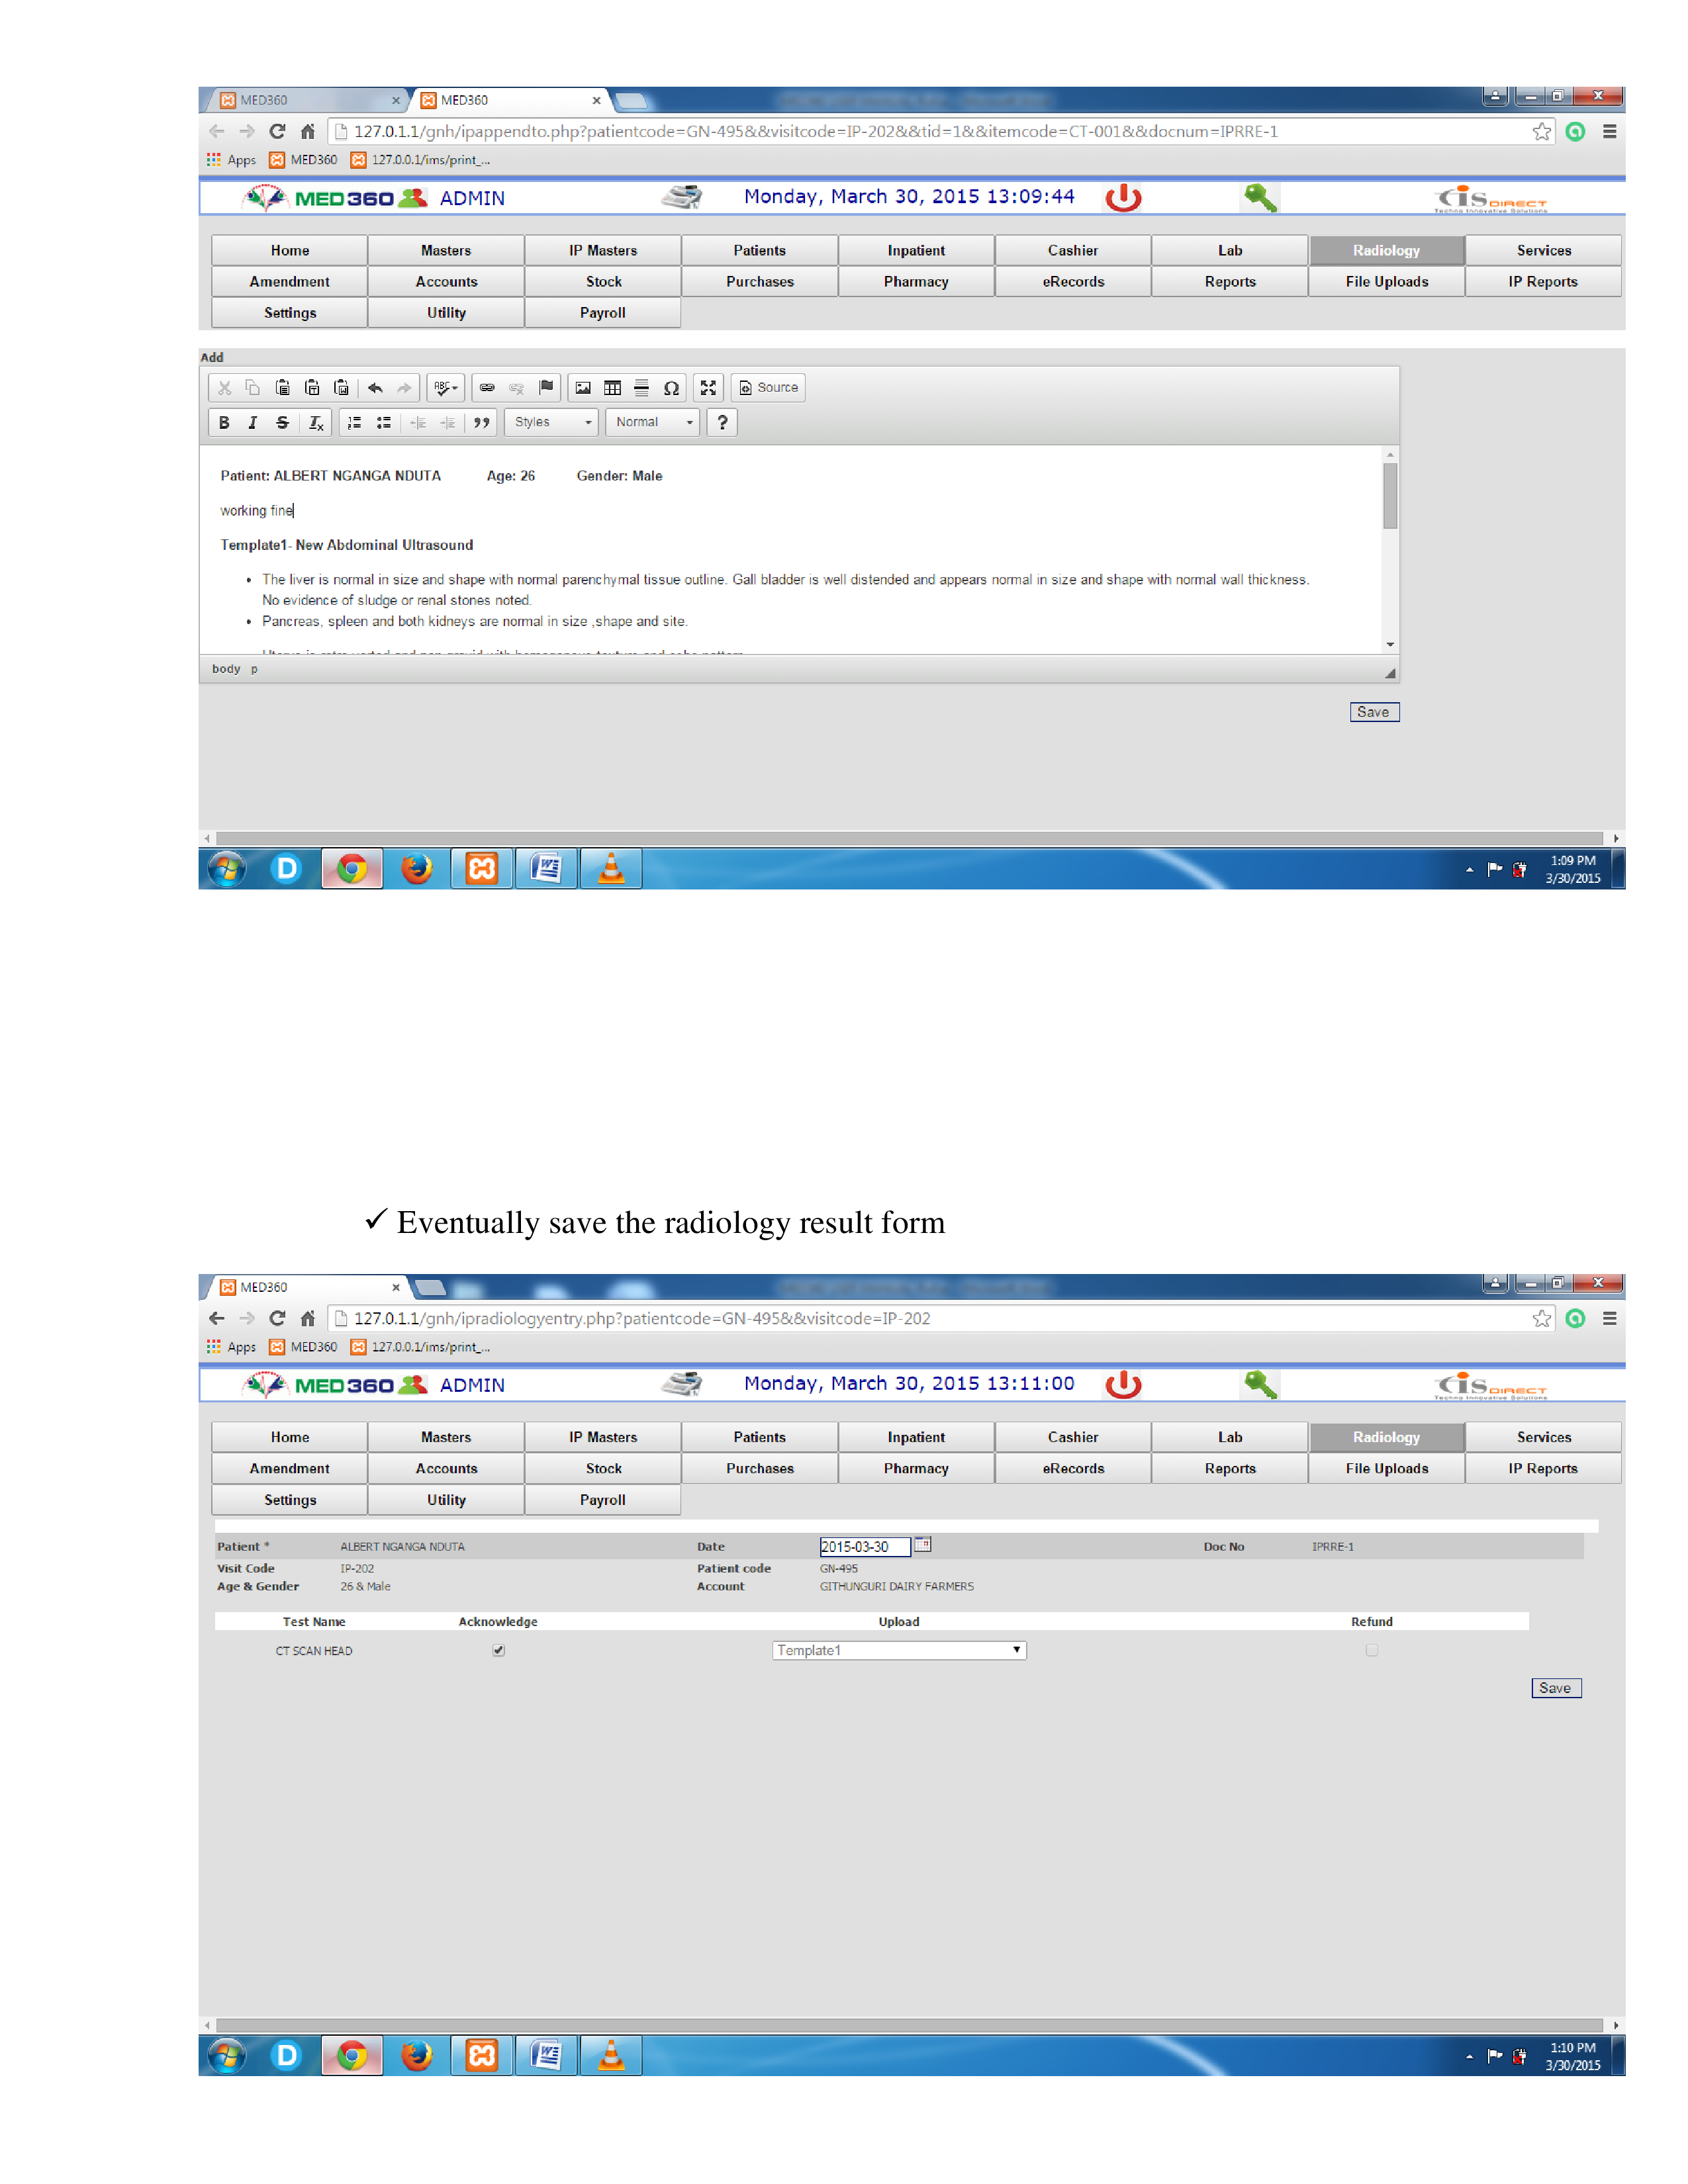 MED360 MED360
127.0.1.1/gnh/ipappendto.php?patientcode=GN-495&&visitcode=IP-202&&tid=1&&itemcode=CT-001&&docnum=IPRRE-1
Apps MED360 127.0.0.1/ims/print_...
MED360 ADMIN Monday, March 30, 2015 13:09:44 CIS DIRECT
Techno Innovative Solutions
Home Masters IP Masters Patients Inpatient Cashier Lab Radiology Services
Amendment Accounts Stock Purchases Pharmacy eRecords Reports File Uploads IP Reports
Settings Utility Payroll
Add
ABC Ω Source
B I S Ix Styles Normal ?
Patient: ALBERT NGANGA NDUTA Age: 26 Gender: Male
working fine
Template1- New Abdominal Ultrasound
• The liver is normal in size and shape with normal parenchymal tissue outline. Gall bladder is well distended and appears normal in size and shape with normal wall thickness.
No evidence of sludge or renal stones noted.
• Pancreas, spleen and both kidneys are normal in size ,shape and site.
body p
Save
1:09 PM
3/30/2015
✓ Eventually save the radiology result form
MED360
127.0.1.1/gnh/ipradiologyentry.php?patientcode=GN-495&&visitcode=IP-202
Apps MED360 127.0.0.1/ims/print_...
MED360 ADMIN Monday, March 30, 2015 13:11:00 CIS DIRECT
Techno Innovative Solutions
Home Masters IP Masters Patients Inpatient Cashier Lab Radiology Services
Amendment Accounts Stock Purchases Pharmacy eRecords Reports File Uploads IP Reports
Settings Utility Payroll
Patient * ALBERT NGANGA NDUTA Date 2015-03-30 Doc No IPRRE-1
Visit Code IP-202 Patient code GN-495
Age & Gender 26 & Male Account GITHUNGURI DAIRY FARMERS
Test Name Acknowledge Upload Refund
CT SCAN HEAD Template1
Save
1:10 PM
3/30/2015